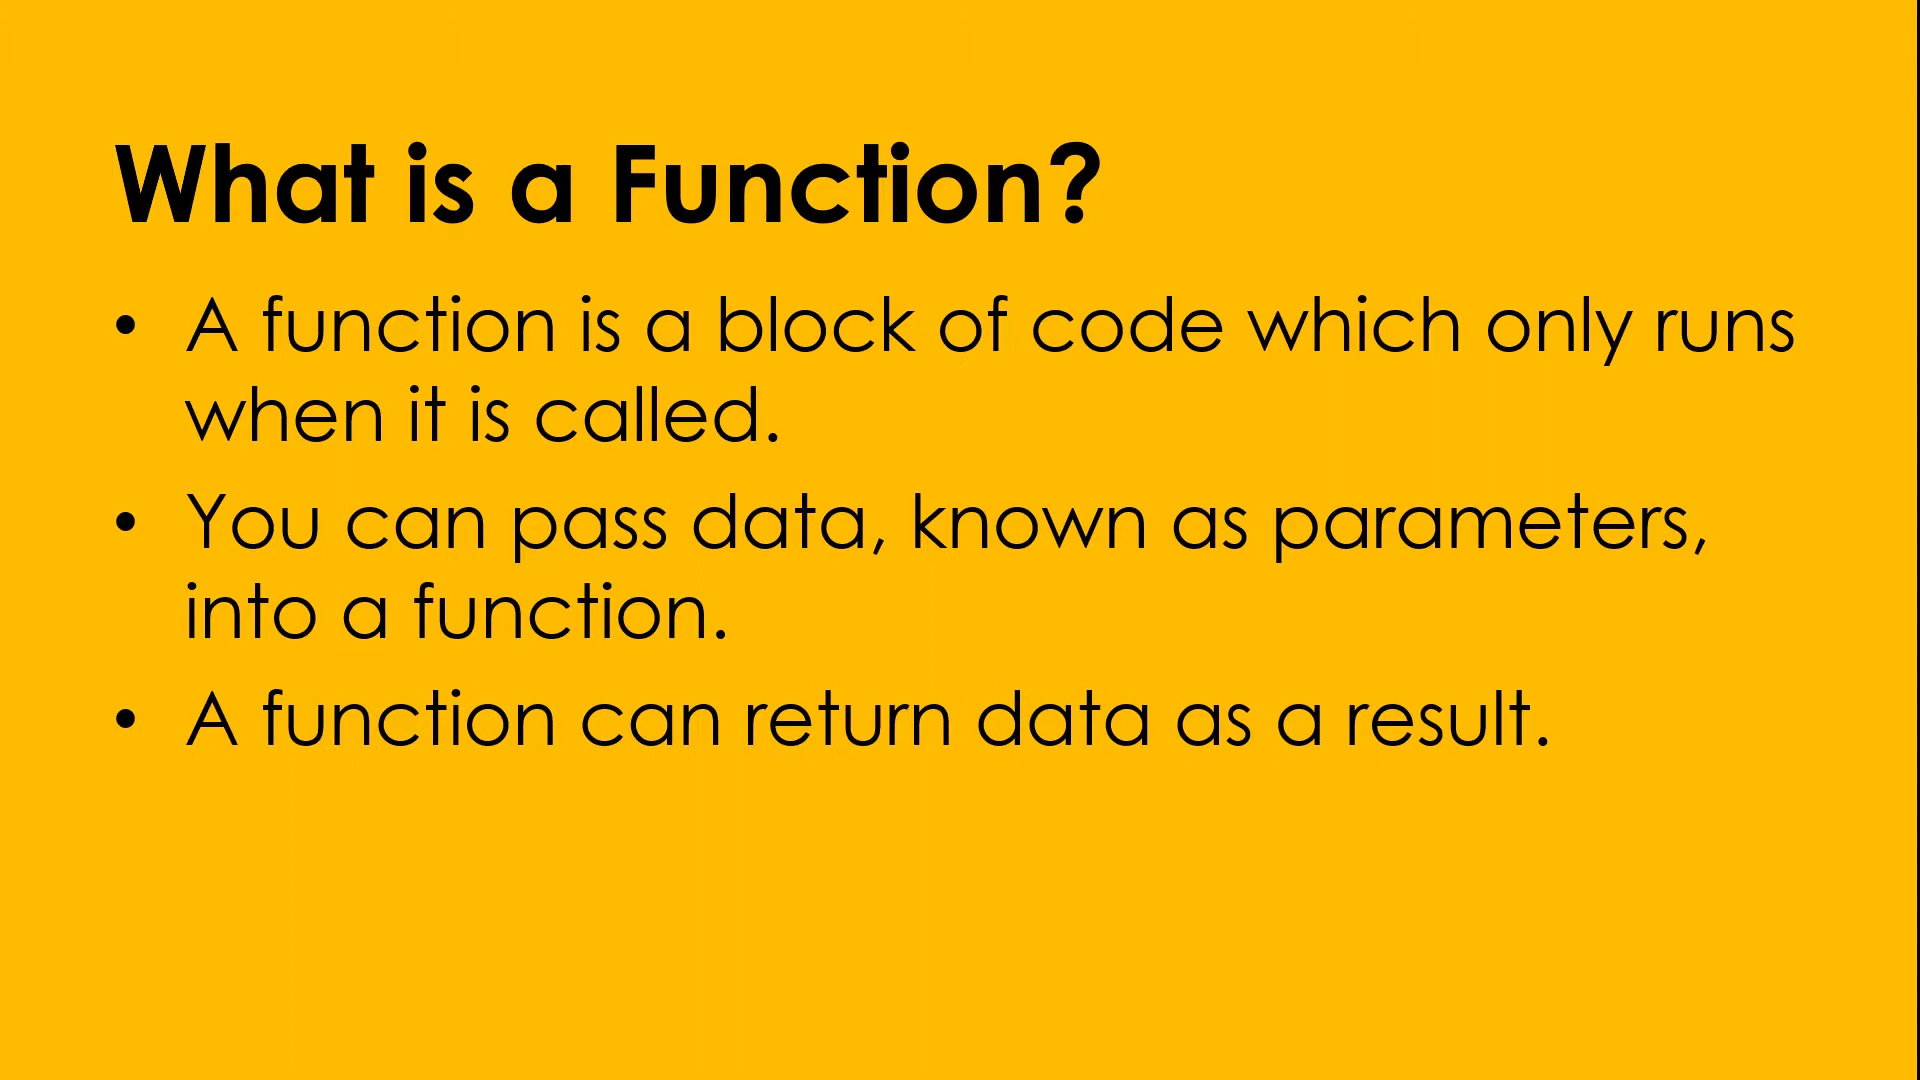 What is a Function?
• A function is a block of code which only runs
when it is called.
• You can pass data, known as parameters,
into a function.
• A function can return data as a result.